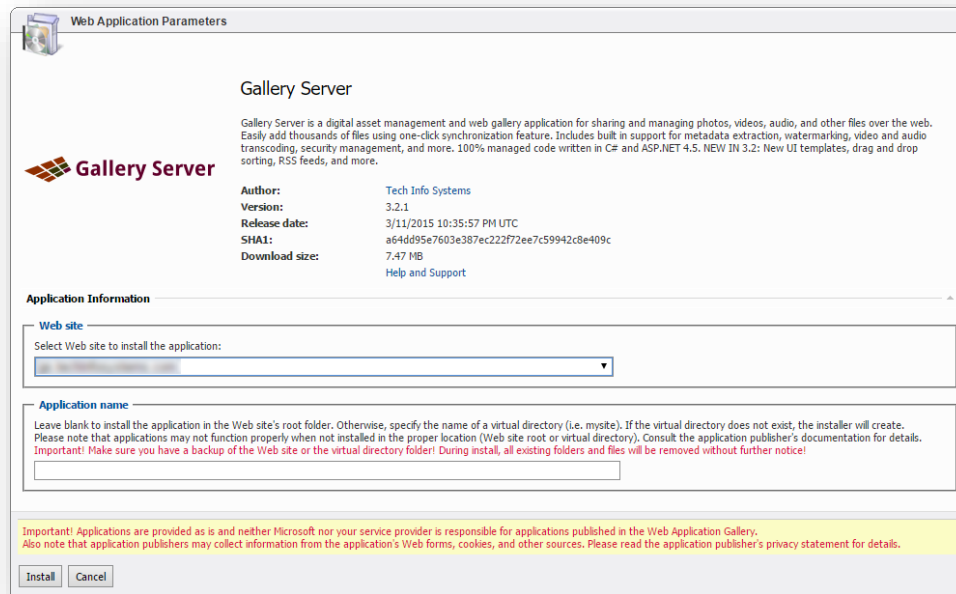 Web Application Parameters
Gallery Server
Gallery Server is a digital asset management and web gallery application for sharing and managing photos, videos, audio, and other files over the web.
Easily add thousands of files using one-click synchronization feature. Includes built in support for metadata extraction, watermarking, video and audio
transcoding, security management, and more. 100% managed code written in C# and ASP.NET 4.5. NEW IN 3.2: New UI templates, drag and drop
sorting, RSS feeds, and more.
Gallery Server
Author: Tech Info Systems
Version: 3.2.1
Release date: 3/11/2015 10:35:57 PM UTC
SHA1: a64dd95e7603e387ec222f72ee7c59942c8e409c
Download size: 7.47 MB
Help and Support
Application Information
Web site
Select Web site to install the application:
Application name
Leave blank to install the application in the Web site's root folder. Otherwise, specify the name of a virtual directory (i.e. mysite). If the virtual directory does not exist, the installer will create.
Please note that applications may not function properly when not installed in the proper location (Web site root or virtual directory). Consult the application publisher's documentation for details.
Important! Make sure you have a backup of the Web site or the virtual directory folder! During install, all existing folders and files will be removed without further notice!
Important! Applications are provided as is and neither Microsoft nor your service provider is responsible for applications published in the Web Application Gallery.
Also note that application publishers may collect information from the application's Web forms, cookies, and other sources. Please read the application publisher's privacy statement for details.
Install Cancel